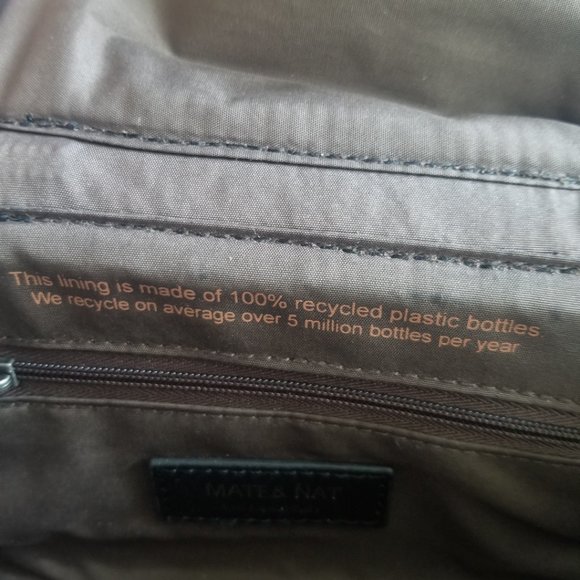 This lining is made of 100% recycled plastic bottles.
We recycle on average over 5 million bottles per year
MATT & NAT